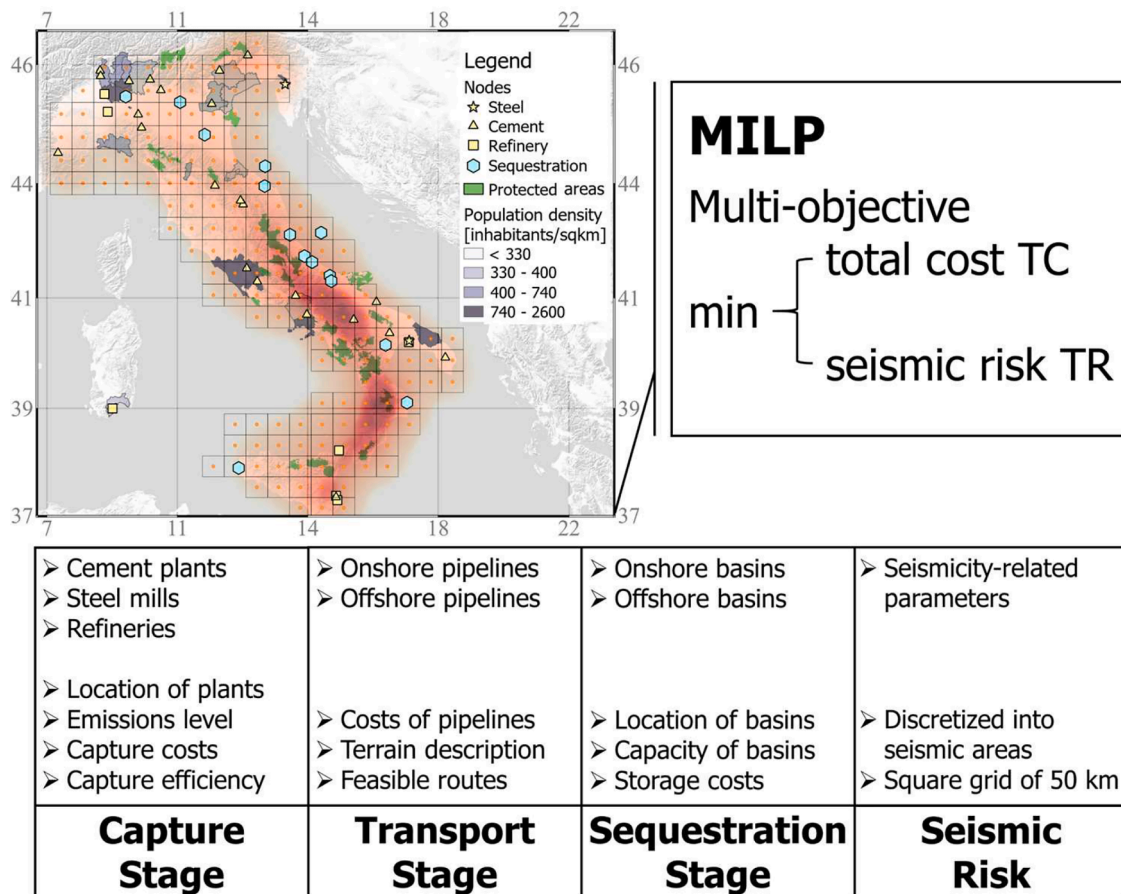 7 11 14 18 22
46
44
41
39
37
46
44
41
39
37
7 11 14 18 22
Legend
Nodes
Steel
Cement
Refinery
Sequestration
Protected areas
Population density
[inhabitants/sqkm]
< 330
330 - 400
400 - 740
740 - 2600
MILP
Multi-objective
total cost TC
min
seismic risk TR
➢ Cement plants
➢ Steel mills
➢ Refineries
➢ Location of plants
➢ Emissions level
➢ Capture costs
➢ Capture efficiency
Capture
Stage
➢ Onshore pipelines
➢ Offshore pipelines
➢ Costs of pipelines
➢ Terrain description
➢ Feasible routes
Transport
Stage
➢ Onshore basins
➢ Offshore basins
➢ Location of basins
➢ Capacity of basins
➢ Storage costs
Sequestration
Stage
➢ Seismicity-related
parameters
➢ Discretized into
seismic areas
➢ Square grid of 50 km
Seismic
Risk